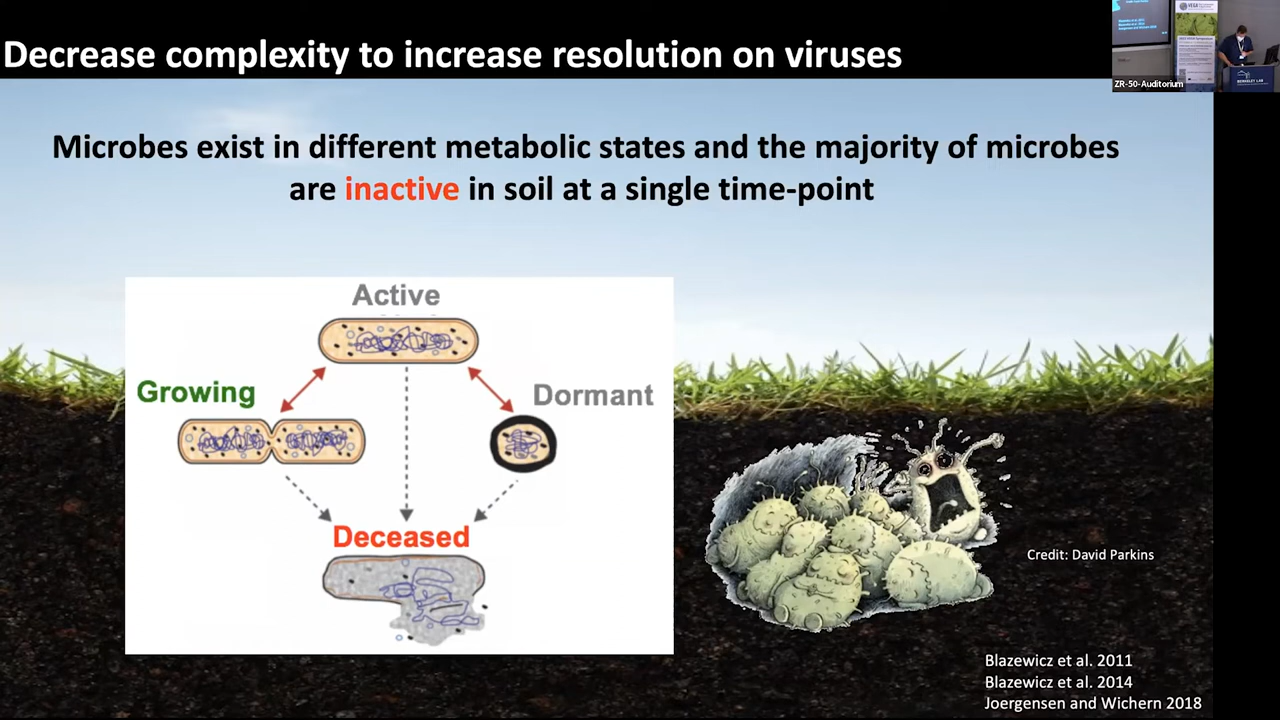 Decrease complexity to increase resolution on viruses
ZR-50-Auditorium
BERKELEY LAB
Microbes exist in different metabolic states and the majority of microbes
are inactive in soil at a single time-point
Active
Growing
Dormant
Deceased
Credit: David Parkins
Blazewicz et al. 2011
Blazewicz et al. 2014
Joergensen and Wichern 2018